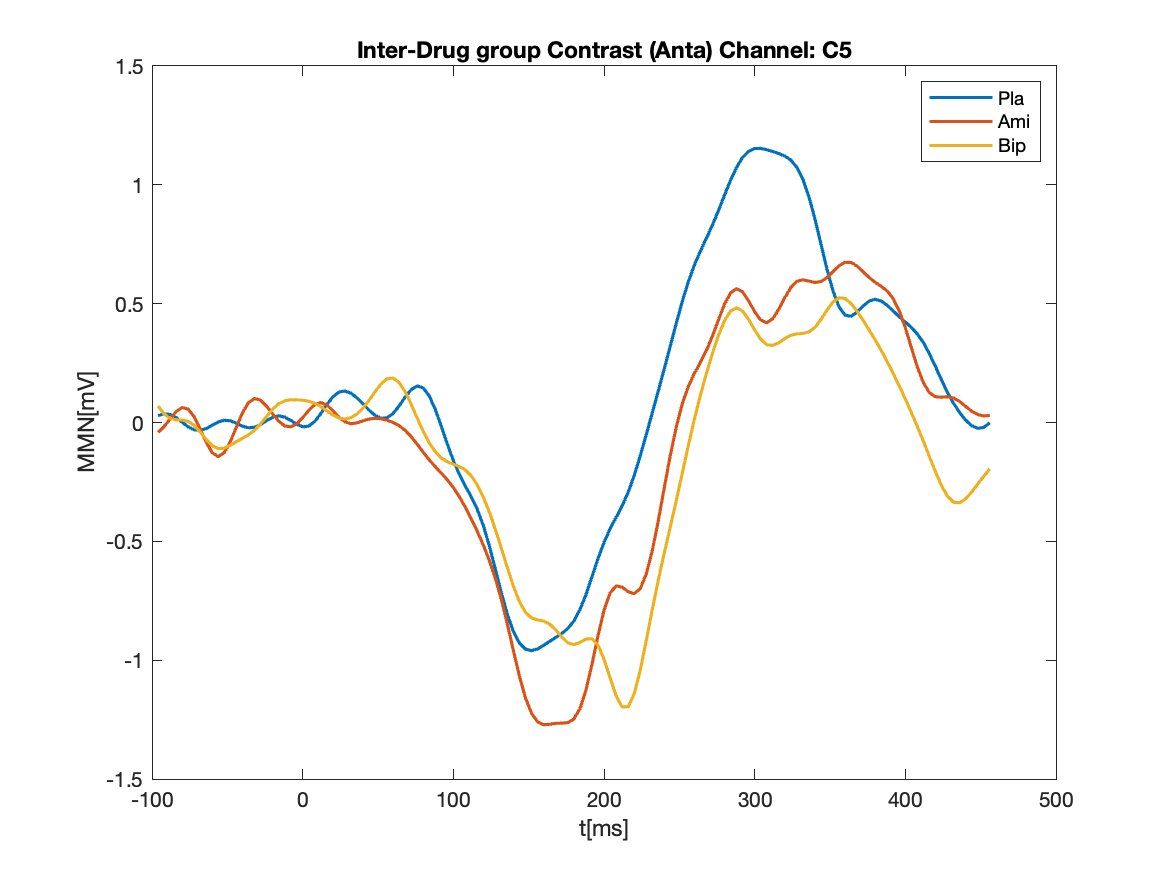 Inter-Drug group Contrast (Anta) Channel: C5
1.5
1
0.5
0
-0.5
-1
-1.5
MMN[mV]
-100 0 100 200 300 400 500
t[ms]
Pla
Ami
Bip